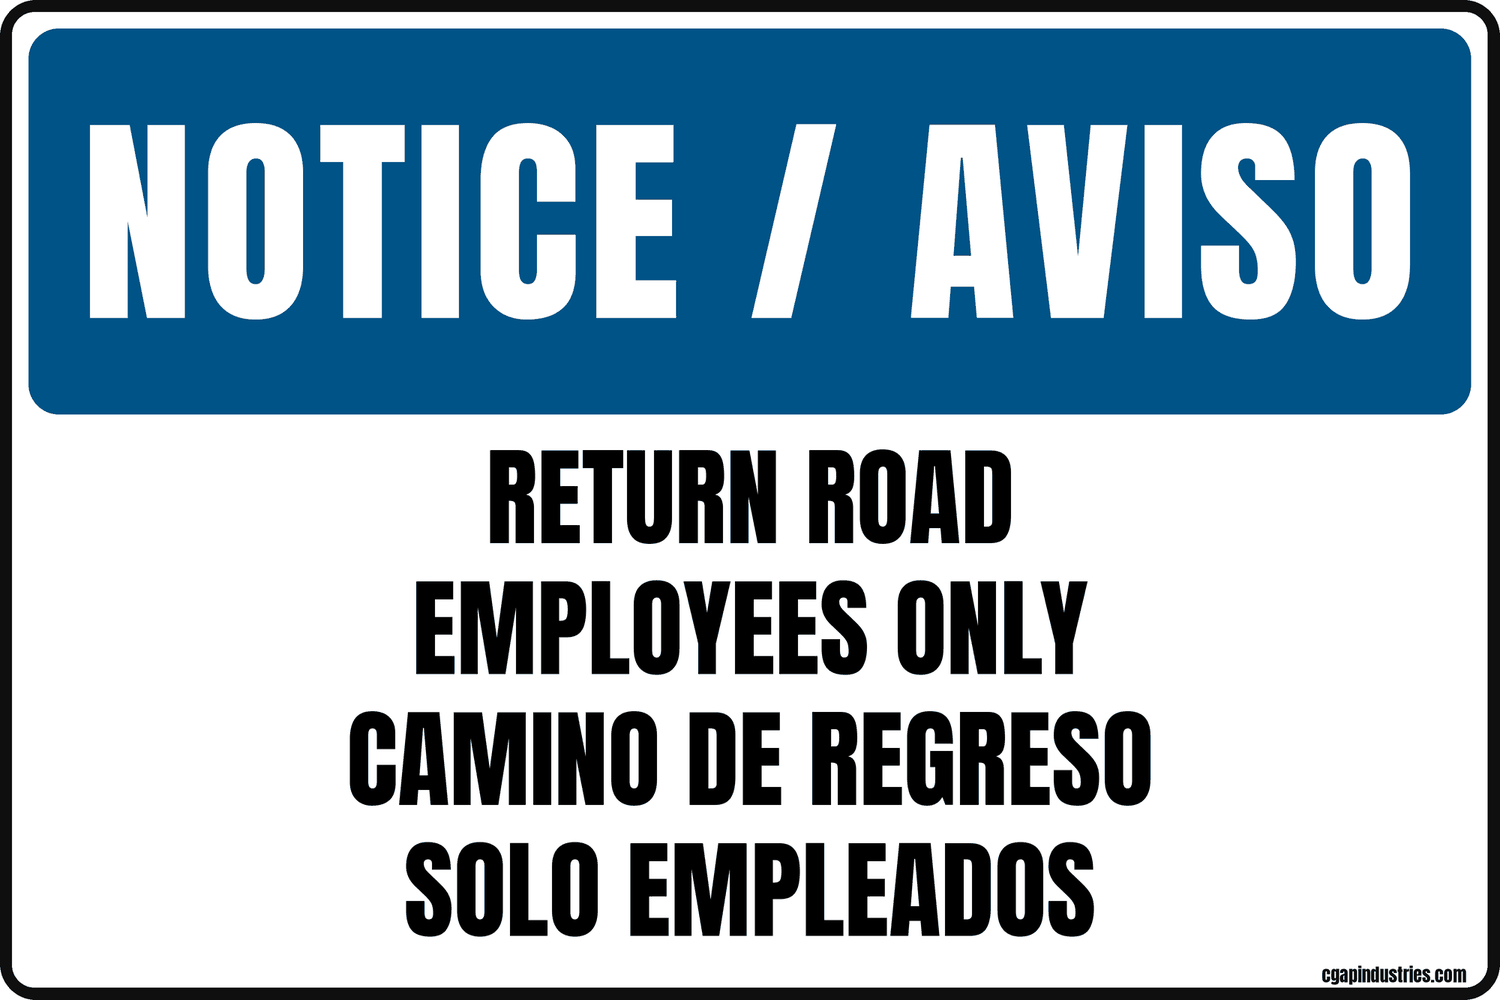 NOTICE / AVISO
RETURN ROAD
EMPLOYEES ONLY
CAMINO DE REGRESO
SOLO EMPLEADOS
cgapindustries.com